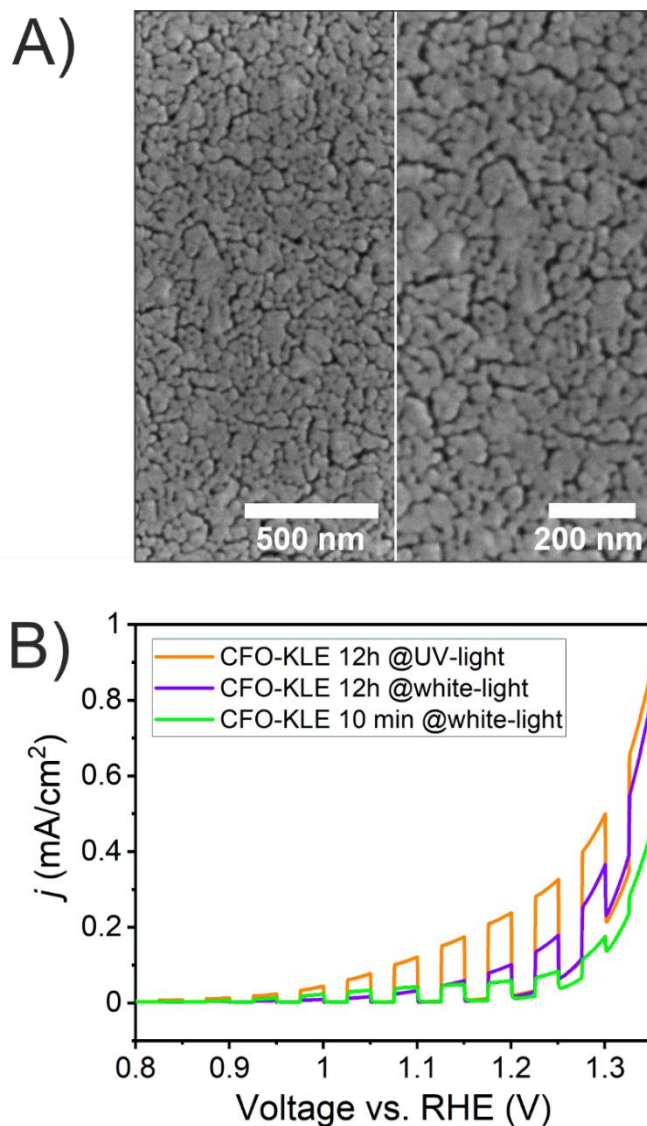 A)
500 nm
200 nm
B)
1
CFO-KLE 12h @UV-light
CFO-KLE 12h @white-light
CFO-KLE 10 min @white-light
0.8
0.6
0.4
0.2
0
j (mA/cm²)
0.8 0.9 1 1.1 1.2 1.3
Voltage vs. RHE (V)